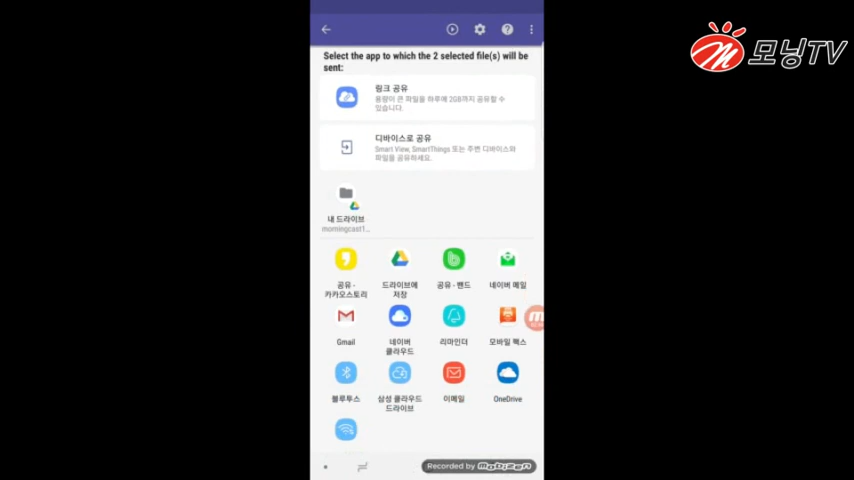 모닝TV
Select the app to which the 2 selected file(s) will be
sent:
링크 공유
용량이 큰 파일을 하루에 2GB까지 공유할 수
있습니다.
디바이스로 공유
Smart View, SmartThings 또는 주변 디바이스와
파일을 공유하세요.
내 드라이브
morningcast1...
공유 -
카카오스토리
드라이브에
저장
공유 - 밴드
네이버 메일
Gmail
네이버
클라우드
리마인더
모바일 팩스
블루투스
삼성 클라우드
드라이브
이메일
OneDrive
Recorded by mobizen